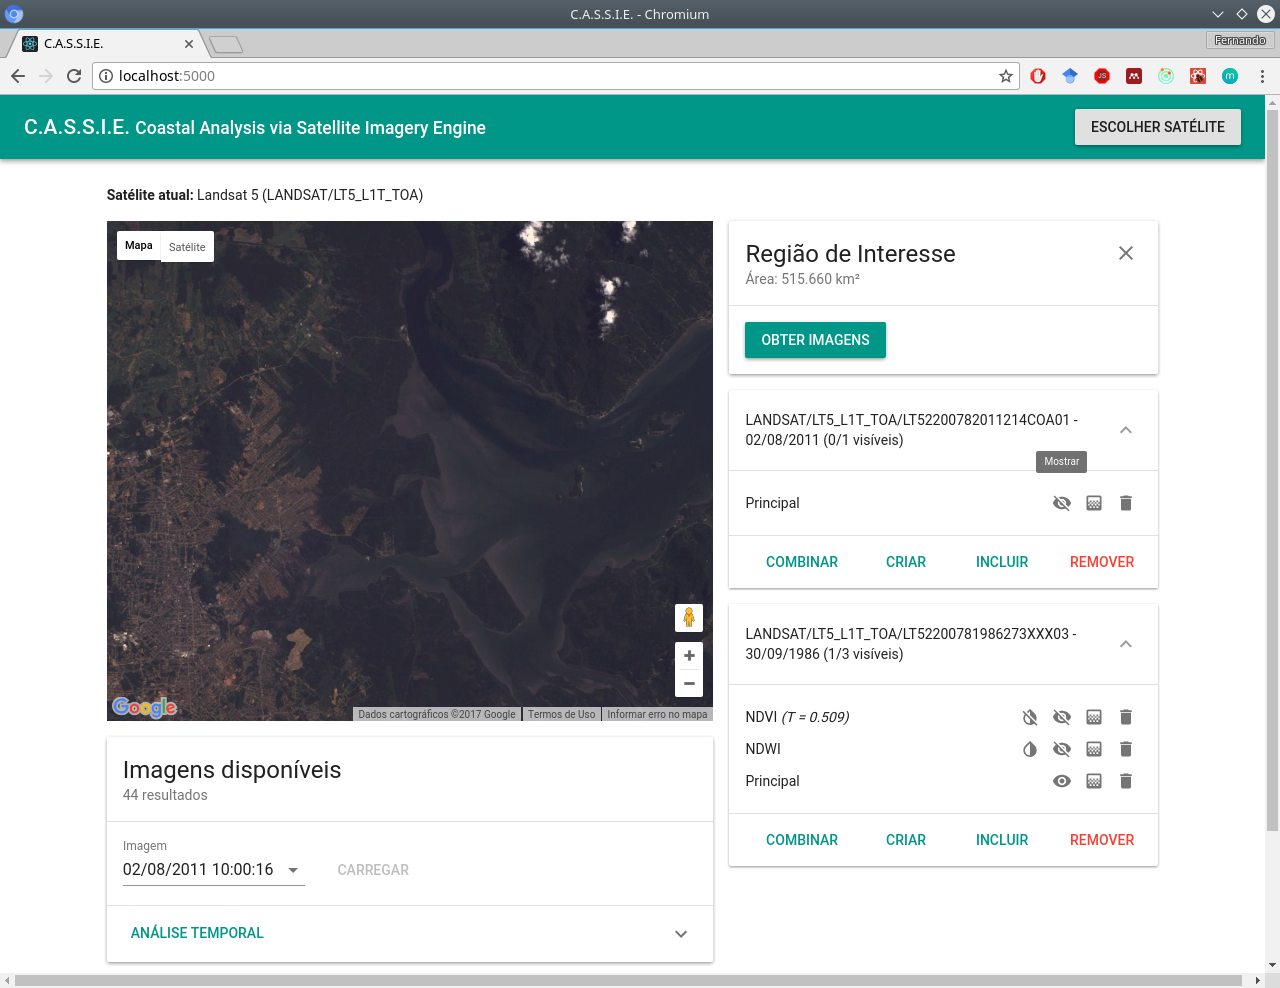 C.A.S.S.I.E. - Chromium
C.A.S.S.I.E.
Fernando
localhost:5000
JS
m
C.A.S.S.I.E. Coastal Analysis via Satellite Imagery Engine
ESCOLHER SATÉLITE
Satélite atual: Landsat 5 (LANDSAT/LT5_L1T_TOA)
Mapa
Satélite
Google
Dados cartográficos ©2017 Google
Termos de Uso
Informar erro no mapa
Imagens disponíveis
44 resultados
Imagem
02/08/2011 10:00:16
CARREGAR
ANÁLISE TEMPORAL
Região de Interesse
Área: 515.660 km²
OBTER IMAGENS
LANDSAT/LT5_L1T_TOA/LT52200782011214COA01 -
02/08/2011 (0/1 visíveis)
Mostrar
Principal
COMBINAR CRIAR INCLUIR REMOVER
LANDSAT/LT5_L1T_TOA/LT52200781986273XXX03 -
30/09/1986 (1/3 visíveis)
NDVI (T = 0.509)
NDWI
Principal
COMBINAR CRIAR INCLUIR REMOVER